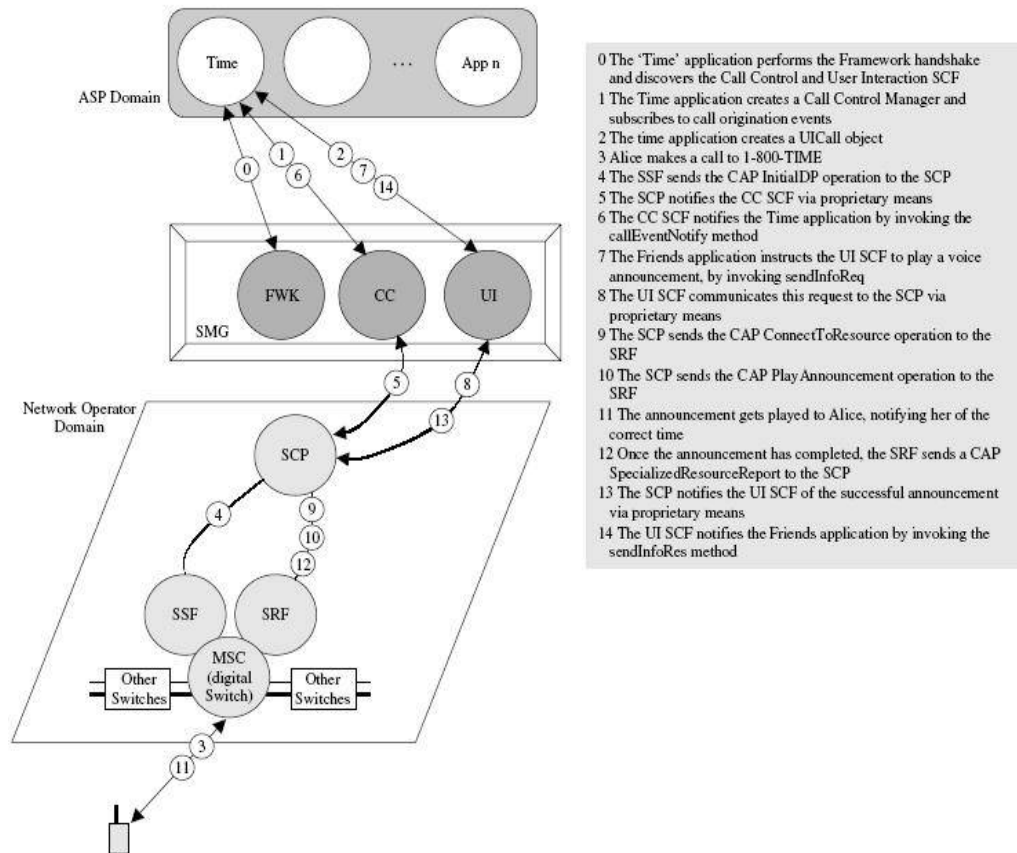 Time
...
App n
ASP Domain
0
1
6
2
7
14
FWK
CC
UI
SMG
5
8
13
Network Operator
Domain
SCP
4
9
10
12
SSF
SRF
MSC
(digital
Switch)
Other
Switches
Other
Switches
3
11
0 The ‘Time’ application performs the Framework handshake
and discovers the Call Control and User Interaction SCF
1 The Time application creates a Call Control Manager and
subscribes to call origination events
2 The time application creates a UICall object
3 Alice makes a call to 1-800-TIME
4 The SSF sends the CAP InitialDP operation to the SCP
5 The SCP notifies the CC SCF via proprietary means
6 The CC SCF notifies the Time application by invoking the
callEventNotify method
7 The Friends application instructs the UI SCF to play a voice
announcement, by invoking sendInfoReq
8 The UI SCF communicates this request to the SCP via
proprietary means
9 The SCP sends the CAP ConnectToResource operation to the
SRF
10 The SCP sends the CAP PlayAnnouncement operation to the
SRF
11 The announcement gets played to Alice, notifying her of the
correct time
12 Once the announcement has completed, the SRF sends a CAP
SpecializedResourceReport to the SCP
13 The SCP notifies the UI SCF of the successful announcement
via proprietary means
14 The UI SCF notifies the Friends application by invoking the
sendInfoRes method